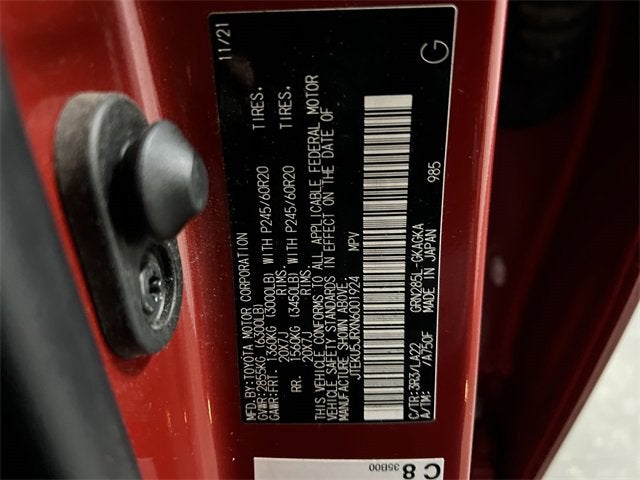 MFD.BY:TOYOTA MOTOR CORPORATION 11/21
GVWR:2855KG(6300LB)
GAWR:FRT. 1360KG(3000LB) WITH P245/60R20 TIRES.
20X7J RIMS.
RR. 1560KG(3450LB) WITH P245/60R20 TIRES.
20X7J RIMS.
THIS VEHICLE CONFORMS TO ALL APPLICABLE FEDERAL MOTOR
VEHICLE SAFETY STANDARDS IN EFFECT ON THE DATE OF
MANUFACTURE SHOWN ABOVE.
JTEKU5JRXN6001924 MPV
C/TR:3R3/LA22 GRN285L-GKAGKA 985
A/TM: /A750F MADE IN JAPAN G
C 8
35B00